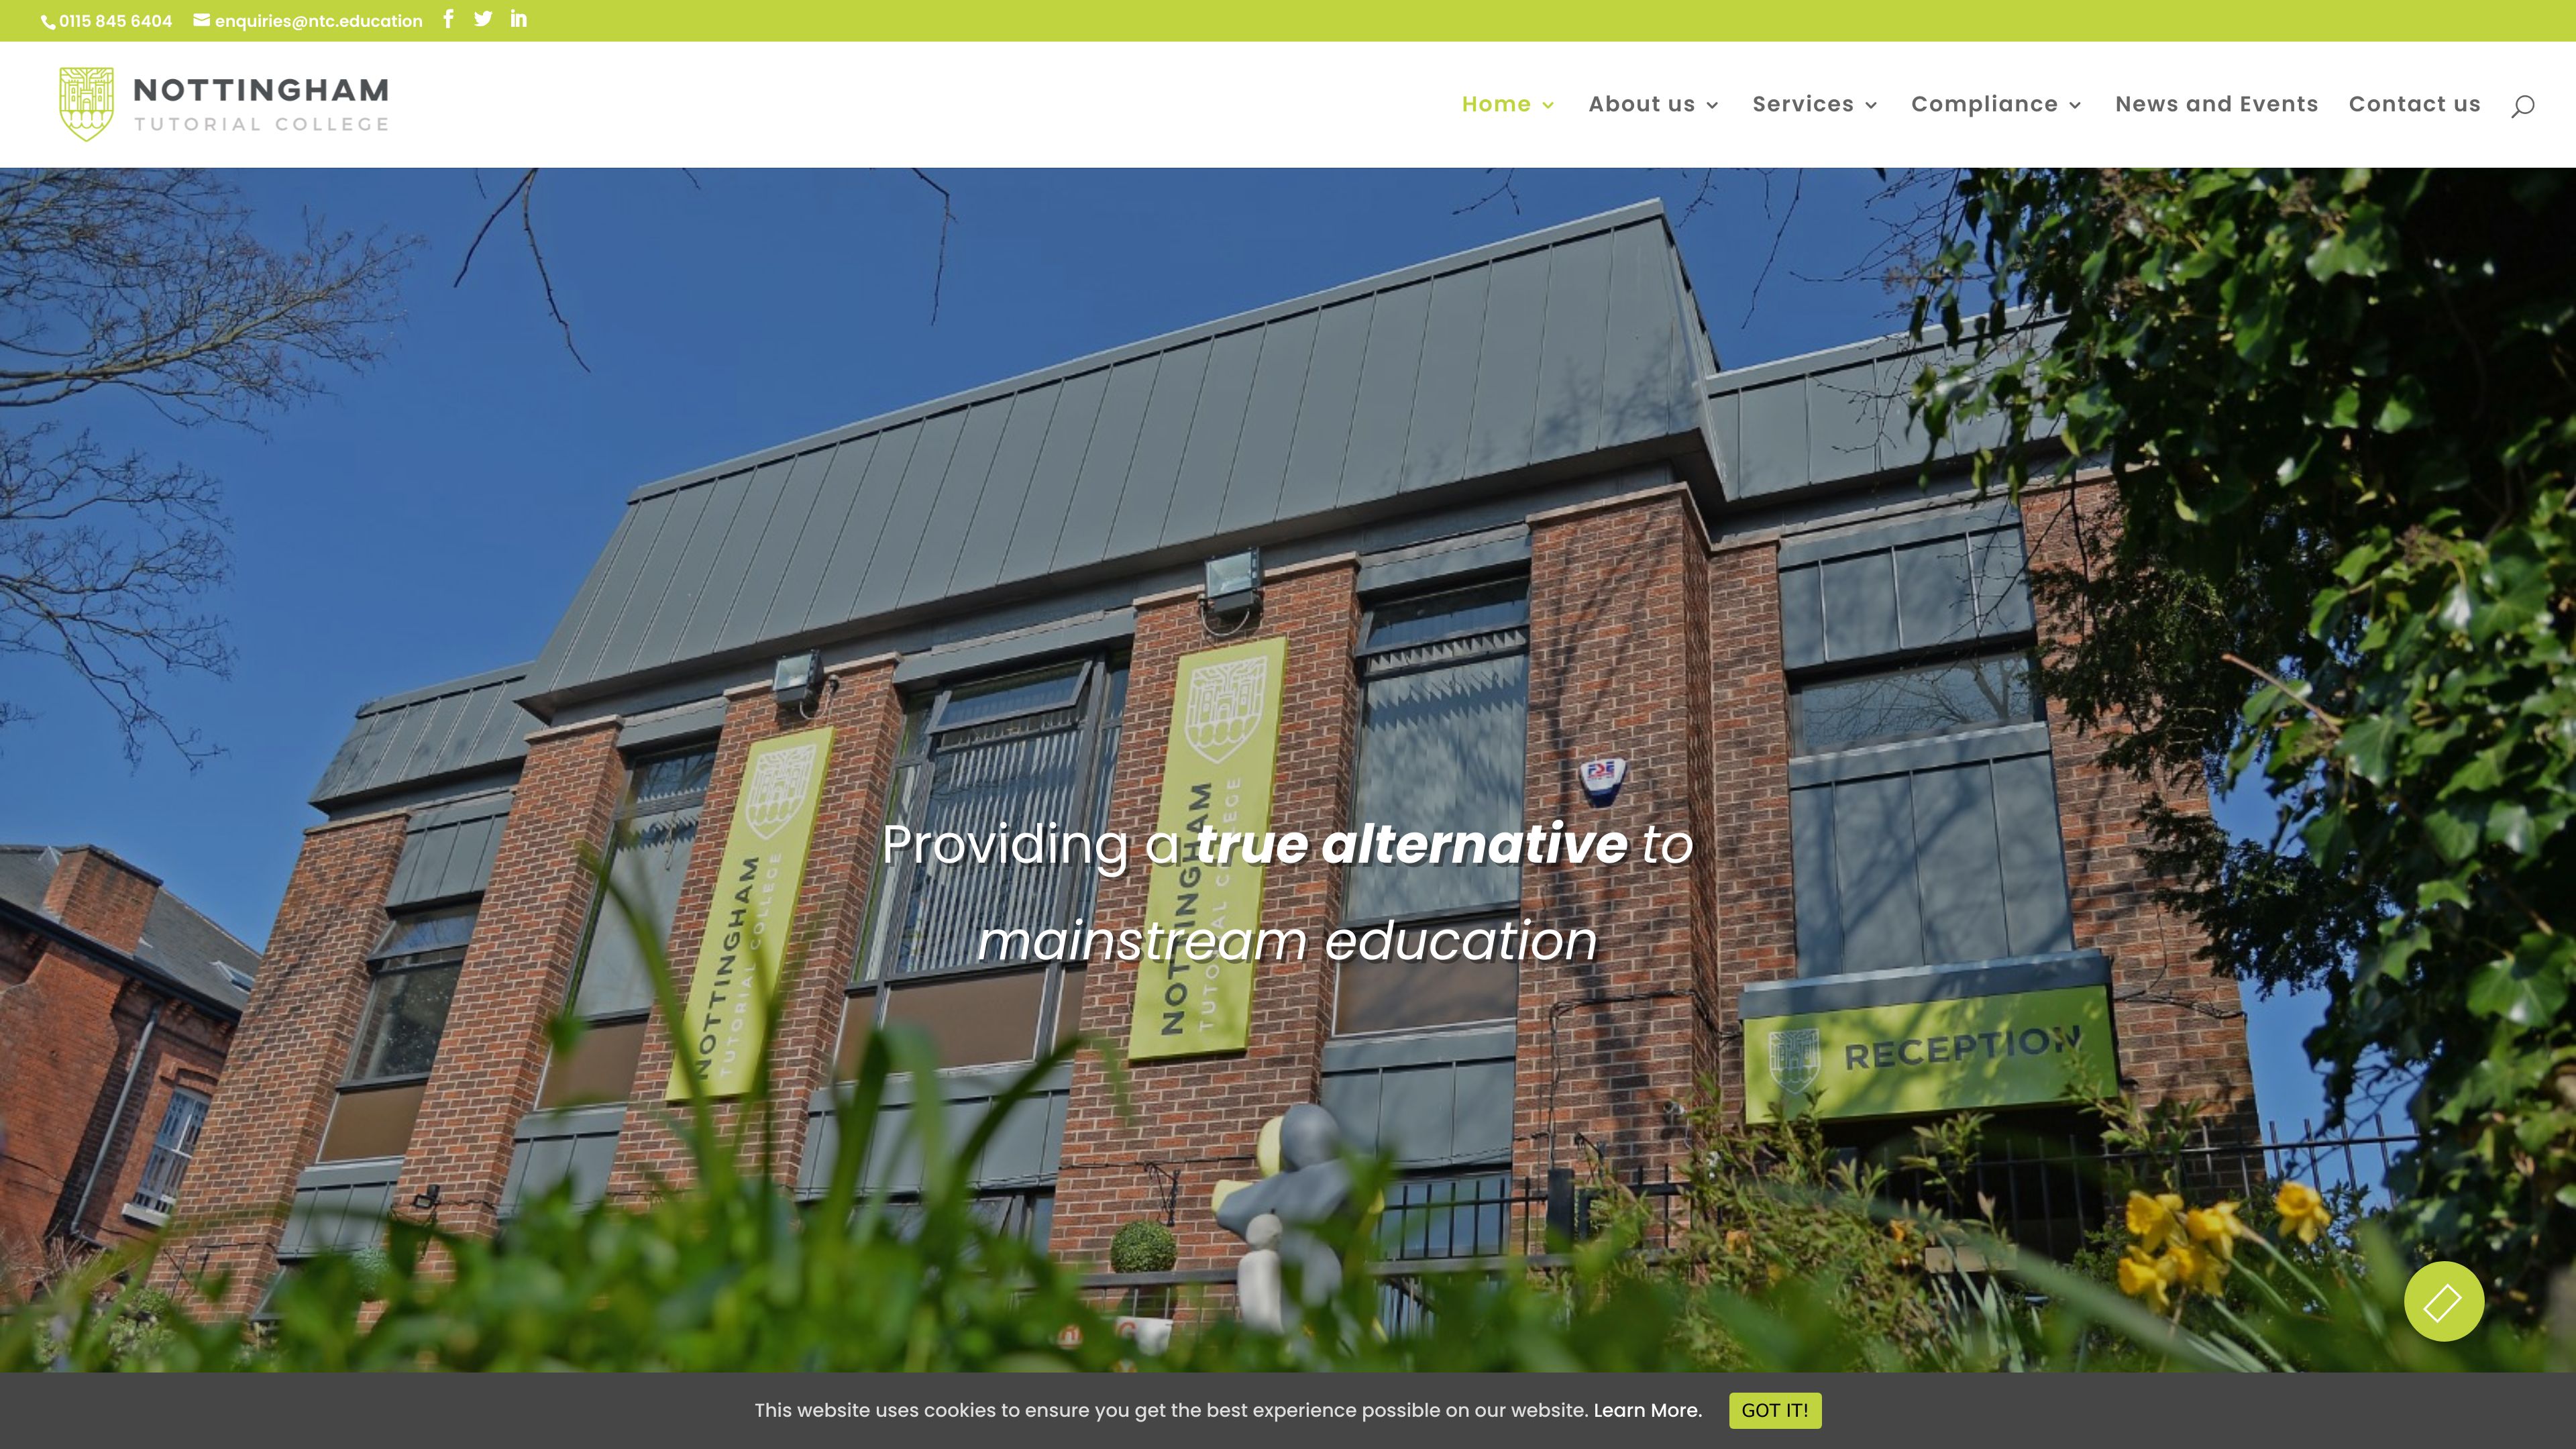 0115 845 6404 enquiries@ntc.education
NOTTINGHAM
TUTORIAL COLLEGE
Home About us Services Compliance News and Events Contact us
NOTTINGHAM
TUTORIAL COLLEGE
NOTTINGHAM
TUTORIAL COLLEGE
Providing a true alternative to
mainstream education
RECEPTION
This website uses cookies to ensure you get the best experience possible on our website. Learn More. GOT IT!